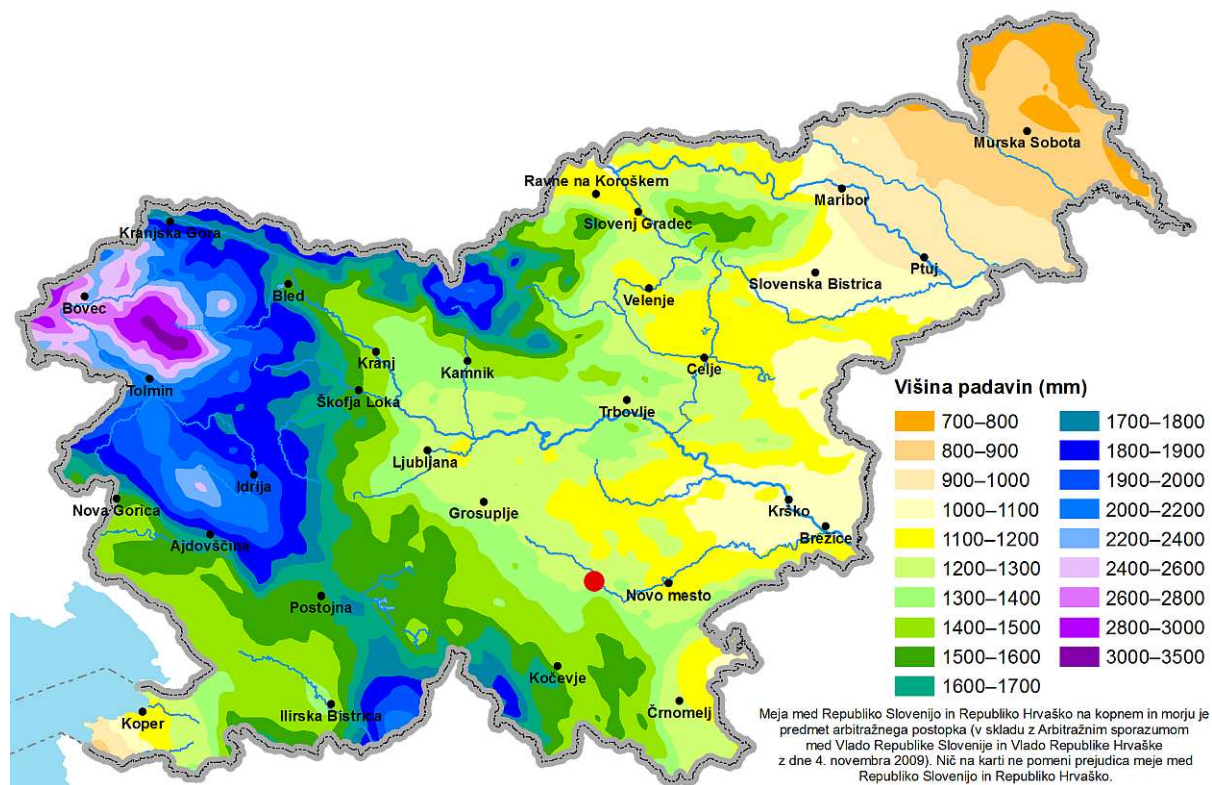 Ravne na Koroškem
Murska Sobota
Maribor
Slovenj Gradec
Kranjska Gora
Ptuj
Slovenska Bistrica
Bled
Velenje
Bovec
Kranj
Kamnik
Celje
Tolmin
Škofja Loka
Trbovlje
Ljubljana
Idrija
Nova Gorica
Grosuplje
Krško
Brežice
Ajdovščina
Postojna
Novo mesto
Kočevje
Koper
Ilirska Bistrica
Črnomelj
Višina padavin (mm)
700–800
800–900
900–1000
1000–1100
1100–1200
1200–1300
1300–1400
1400–1500
1500–1600
1600–1700
1700–1800
1800–1900
1900–2000
2000–2200
2200–2400
2400–2600
2600–2800
2800–3000
3000–3500
Meja med Republiko Slovenijo in Republiko Hrvaško na kopnem in morju je
predmet arbitražnega postopka (v skladu z Arbitražnim sporazumom
med Vlado Republike Slovenije in Vlado Republike Hrvaške
z dne 4. novembra 2009). Nič na karti ne pomeni prejudica meje med
Republiko Slovenijo in Republiko Hrvaško.